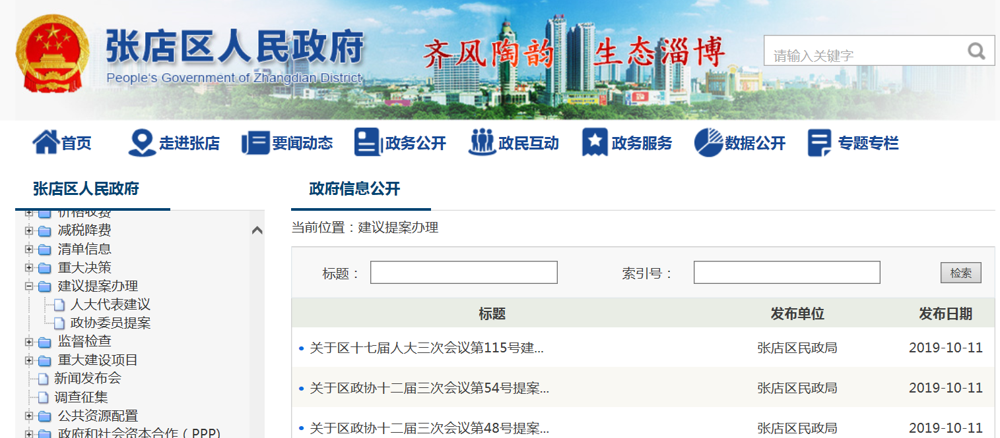 张店区人民政府
People's Government of Zhangdian District
齐风陶韵 生态淄博
请输入关键字
首页 走进张店 要闻动态 政务公开 政民互动 政务服务 数据公开 专题专栏
张店区人民政府
价格收费
减税降费
清单信息
重大决策
建议提案办理
人大代表建议
政协委员提案
监督检查
重大建设项目
新闻发布会
调查征集
公共资源配置
政府和社会资本合作（PPP)
政府信息公开
当前位置：建议提案办理
标题： 索引号： 检索
标题 发布单位 发布日期
关于区十七届人大三次会议第115号建... 张店区民政局 2019-10-11
关于区政协十二届三次会议第54号提案... 张店区民政局 2019-10-11
关于区政协十二届三次会议第48号提案... 张店区民政局 2019-10-11